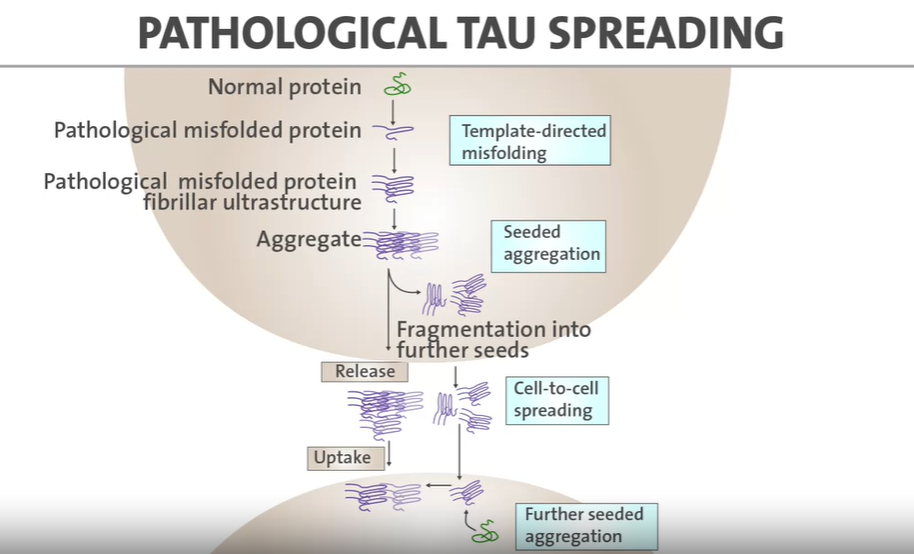 PATHOLOGICAL TAU SPREADING
Normal protein
Pathological misfolded protein
Template-directed
misfolding
Pathological misfolded protein
fibrillar ultrastructure
Aggregate
Seeded
aggregation
Fragmentation into
further seeds
Release
Cell-to-cell
spreading
Uptake
Further seeded
aggregation